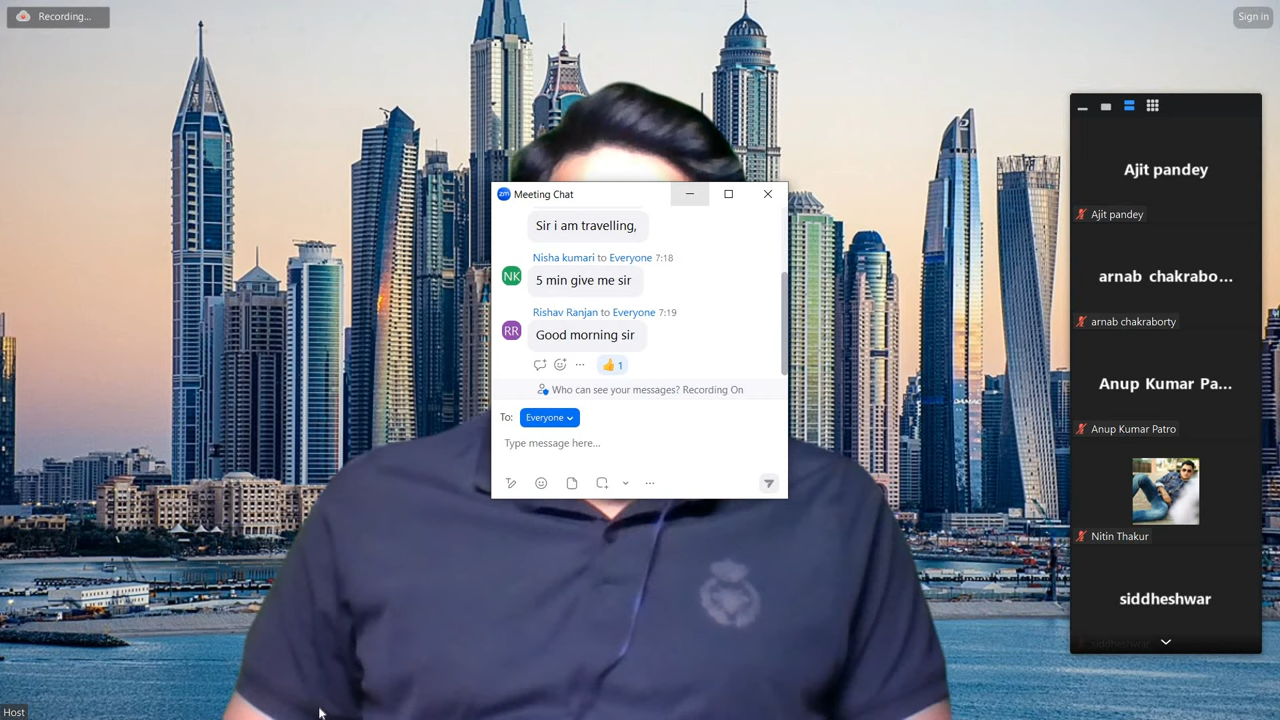 Recording...
Sign in
Meeting Chat
Sir i am travelling,
Nisha kumari to Everyone 7:18
NK
5 min give me sir
Rishav Ranjan to Everyone 7:19
RR
Good morning sir
👍 1
Who can see your messages? Recording On
To: Everyone
Type message here...
Ajit pandey
Ajit pandey
arnab chakrabo...
arnab chakraborty
Anup Kumar Pa...
Anup Kumar Patro
Nitin Thakur
siddheshwar
siddheshwar
Host